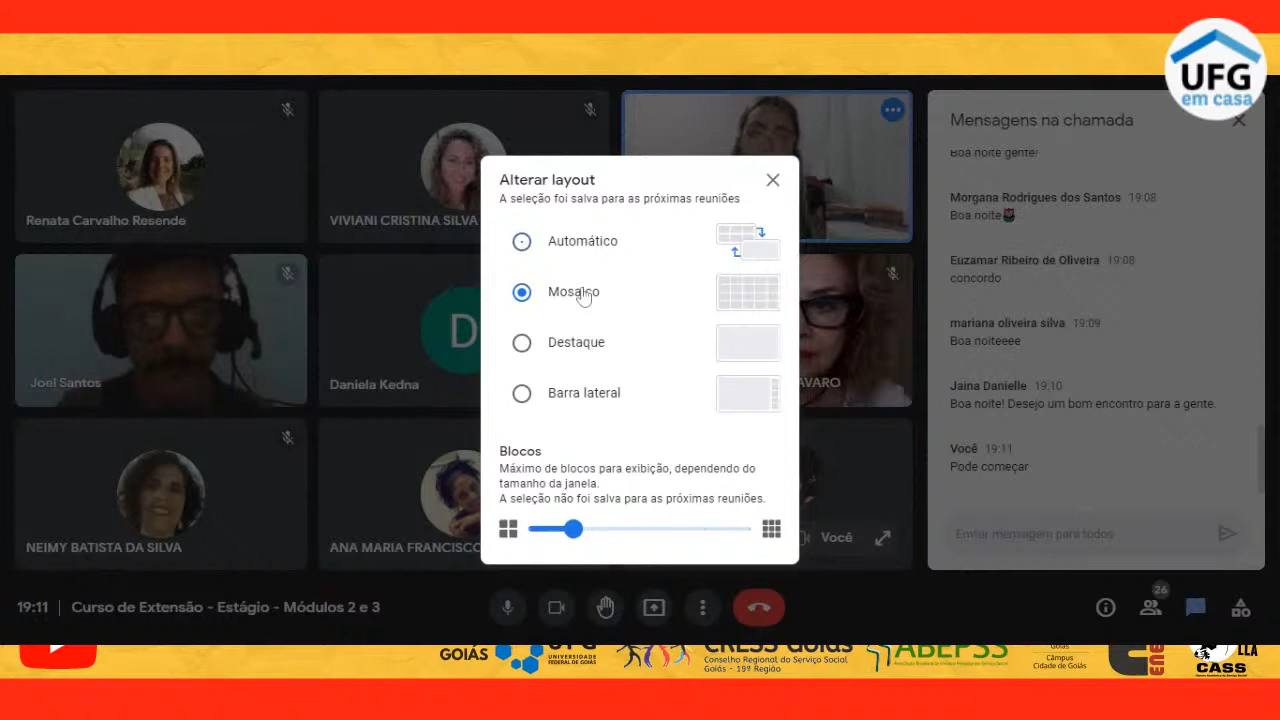 UFG
em casa
Mensagens na chamada
Boa noite gente!
Morgana Rodrigues dos Santos 19:08
Boa noite🌹
Euzamar Ribeiro de Oliveira 19:08
concordo
mariana oliveira silva 19:09
Boa noiteeee
Jaina Danielle 19:10
Boa noite! Desejo um bom encontro para a gente.
Você 19:11
Pode começar
Enviar mensagem para todos
Renata Carvalho Resende
VIVIANI CRISTINA SILVA
Joel Santos
D
Daniela Kedna
AVARO
NEIMY BATISTA DA SILVA
ANA MARIA FRANCISCO
Você
Alterar layout
A seleção foi salva para as próximas reuniões
Automático
Mosaico
Destaque
Barra lateral
Blocos
Máximo de blocos para exibição, dependendo do
tamanho da janela.
A seleção não foi salva para as próximas reuniões.
19:11 | Curso de Extensão - Estágio - Módulos 2 e 3
26
GOIÁS
UFG
UNIVERSIDADE
FEDERAL DE GOIÁS
CRESS Goiás
Conselho Regional do Serviço Social
Goiás - 19ª Região
ABEPSS
Goiás
Câmpus
Cidade de Goiás
ENE
LLA
CASS